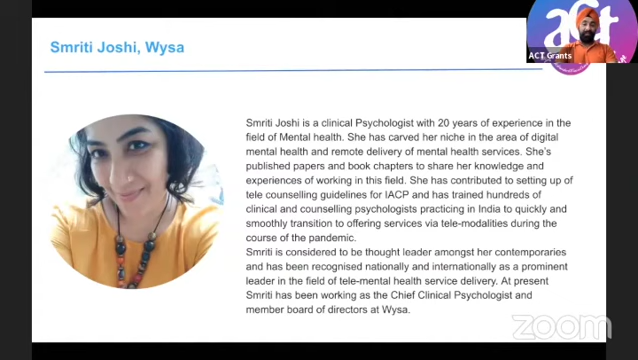 Smriti Joshi, Wysa
act
ACT Grants
Smriti Joshi is a clinical Psychologist with 20 years of experience in the
field of Mental health. She has carved her niche in the area of digital
mental health and remote delivery of mental health services. She's
published papers and book chapters to share her knowledge and
experiences of working in this field. She has contributed to setting up of
tele counselling guidelines for IACP and has trained hundreds of
clinical and counselling psychologists practicing in India to quickly and
smoothly transition to offering services via tele-modalities during the
course of the pandemic.
Smriti is considered to be thought leader amongst her contemporaries
and has been recognised nationally and internationally as a prominent
leader in the field of tele-mental health service delivery. At present
Smriti has been working as the Chief Clinical Psychologist and
member board of directors at Wysa.
zoom